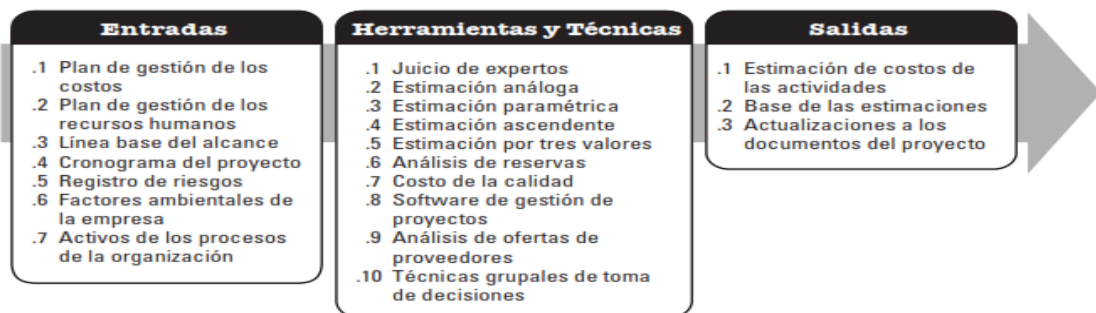 Entradas
.1 Plan de gestión de los
costos
.2 Plan de gestión de los
recursos humanos
.3 Línea base del alcance
.4 Cronograma del proyecto
.5 Registro de riesgos
.6 Factores ambientales de
la empresa
.7 Activos de los procesos
de la organización
Herramientas y Técnicas
.1 Juicio de expertos
.2 Estimación análoga
.3 Estimación paramétrica
.4 Estimación ascendente
.5 Estimación por tres valores
.6 Análisis de reservas
.7 Costo de la calidad
.8 Software de gestión de
proyectos
.9 Análisis de ofertas de
proveedores
.10 Técnicas grupales de toma
de decisiones
Salidas
.1 Estimación de costos de
las actividades
.2 Base de las estimaciones
.3 Actualizaciones a los
documentos del proyecto